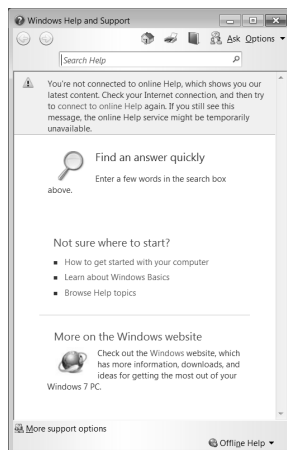 Windows Help and Support
Ask Options
Search Help
You're not connected to online Help, which shows you our
latest content. Check your Internet connection, and then try
to connect to online Help again. If you still see this
message, the online Help service might be temporarily
unavailable.
Find an answer quickly
Enter a few words in the search box
above.
Not sure where to start?
How to get started with your computer
Learn about Windows Basics
Browse Help topics
More on the Windows website
Check out the Windows website, which
has more information, downloads, and
ideas for getting the most out of your
Windows 7 PC.
More support options
Offline Help